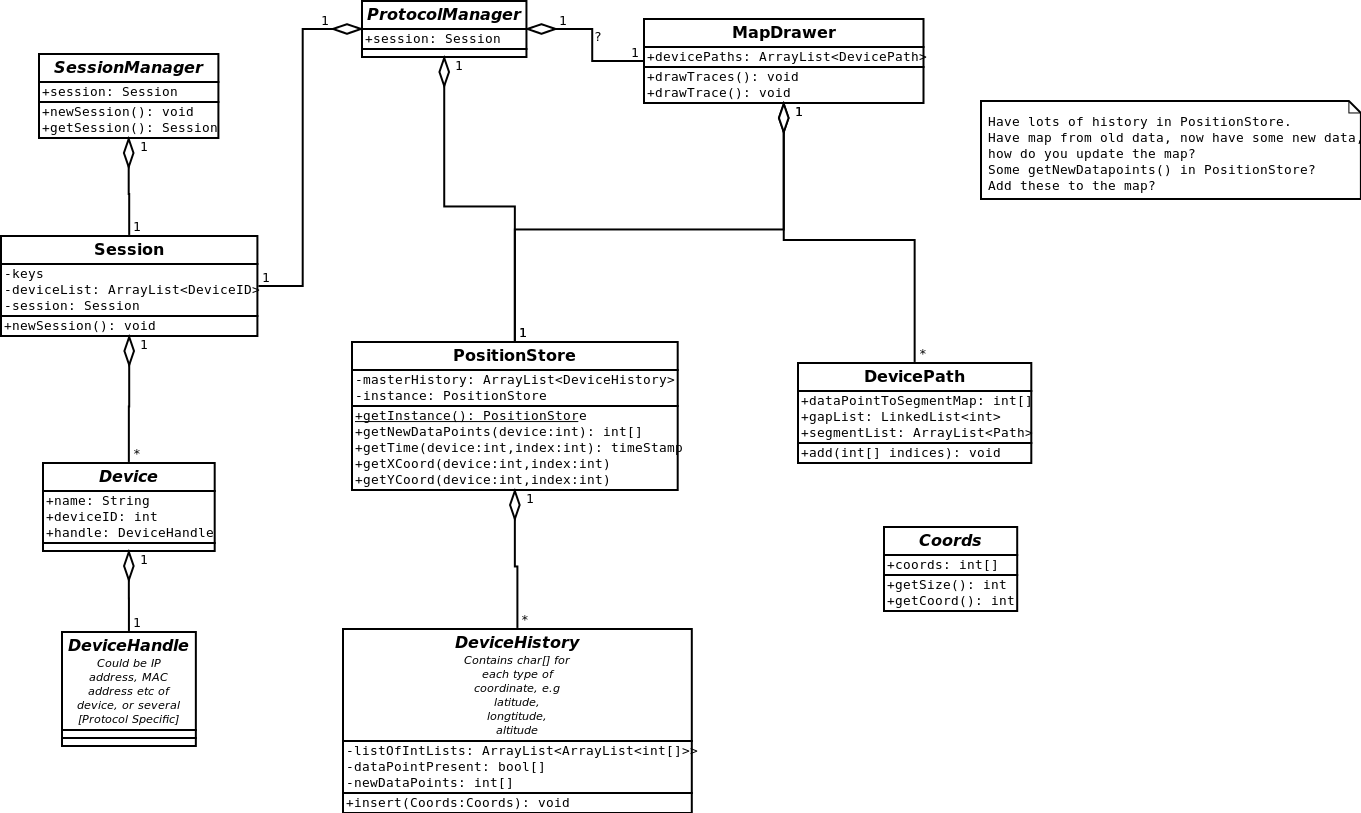 ProtocolManager
+session: Session
1
1
?
1
1
MapDrawer
+devicePaths: ArrayList<DevicePath>
+drawTraces(): void
+drawTrace(): void
1
SessionManager
+session: Session
+newSession(): void
+getSession(): Session
1
1
Have lots of history in PositionStore.
Have map from old data, now have some new data,
how do you update the map?
Some getNewDatapoints() in PositionStore?
Add these to the map?
Session
-keys
-deviceList: ArrayList<DeviceID>
-session: Session
+newSession(): void
1
1
*
1
PositionStore
-masterHistory: ArrayList<DeviceHistory>
-instance: PositionStore
+getInstance(): PositionStore
+getNewDataPoints(device:int): int[]
+getTime(device:int,index:int): timeStamp
+getXCoord(device:int,index:int)
+getYCoord(device:int,index:int)
1
*
*
DevicePath
+dataPointToSegmentMap: int[]
+gapList: LinkedList<int>
+segmentList: ArrayList<Path>
+add(int[] indices): void
Device
+name: String
+deviceID: int
+handle: DeviceHandle
1
1
Coords
+coords: int[]
+getSize(): int
+getCoord(): int
DeviceHandle
Could be IP
address, MAC
address etc of
device, or several
[Protocol Specific]
DeviceHistory
Contains char[] for
each type of
coordinate, e.g
latitude,
longtitude,
altitude
-listOfIntLists: ArrayList<ArrayList<int[]>>
-dataPointPresent: bool[]
-newDataPoints: int[]
+insert(Coords:Coords): void